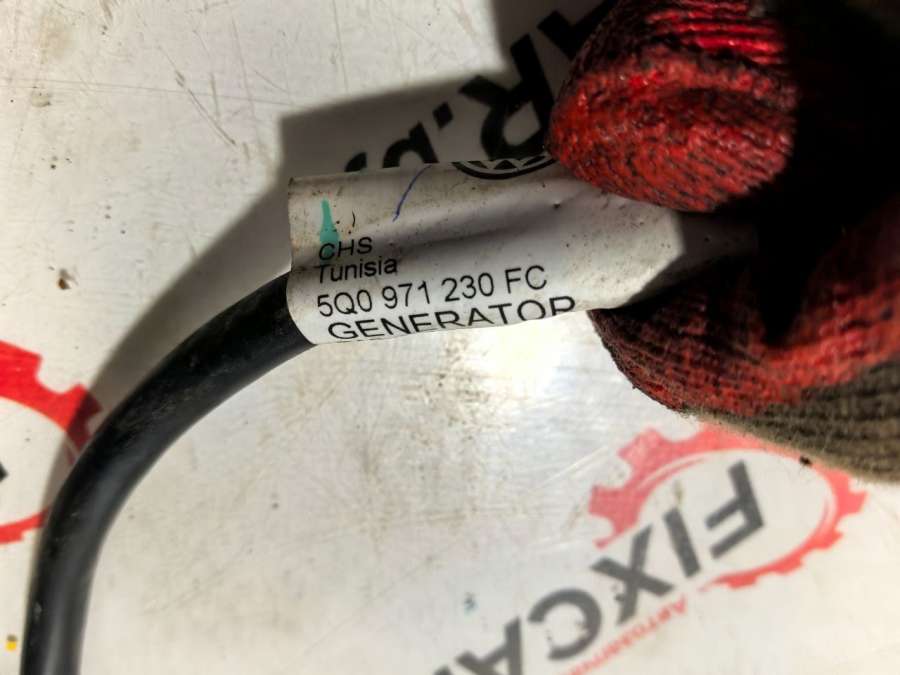 CHS
Tunisia
5Q0 971 230 FC
GENERATOR
FIXCAR